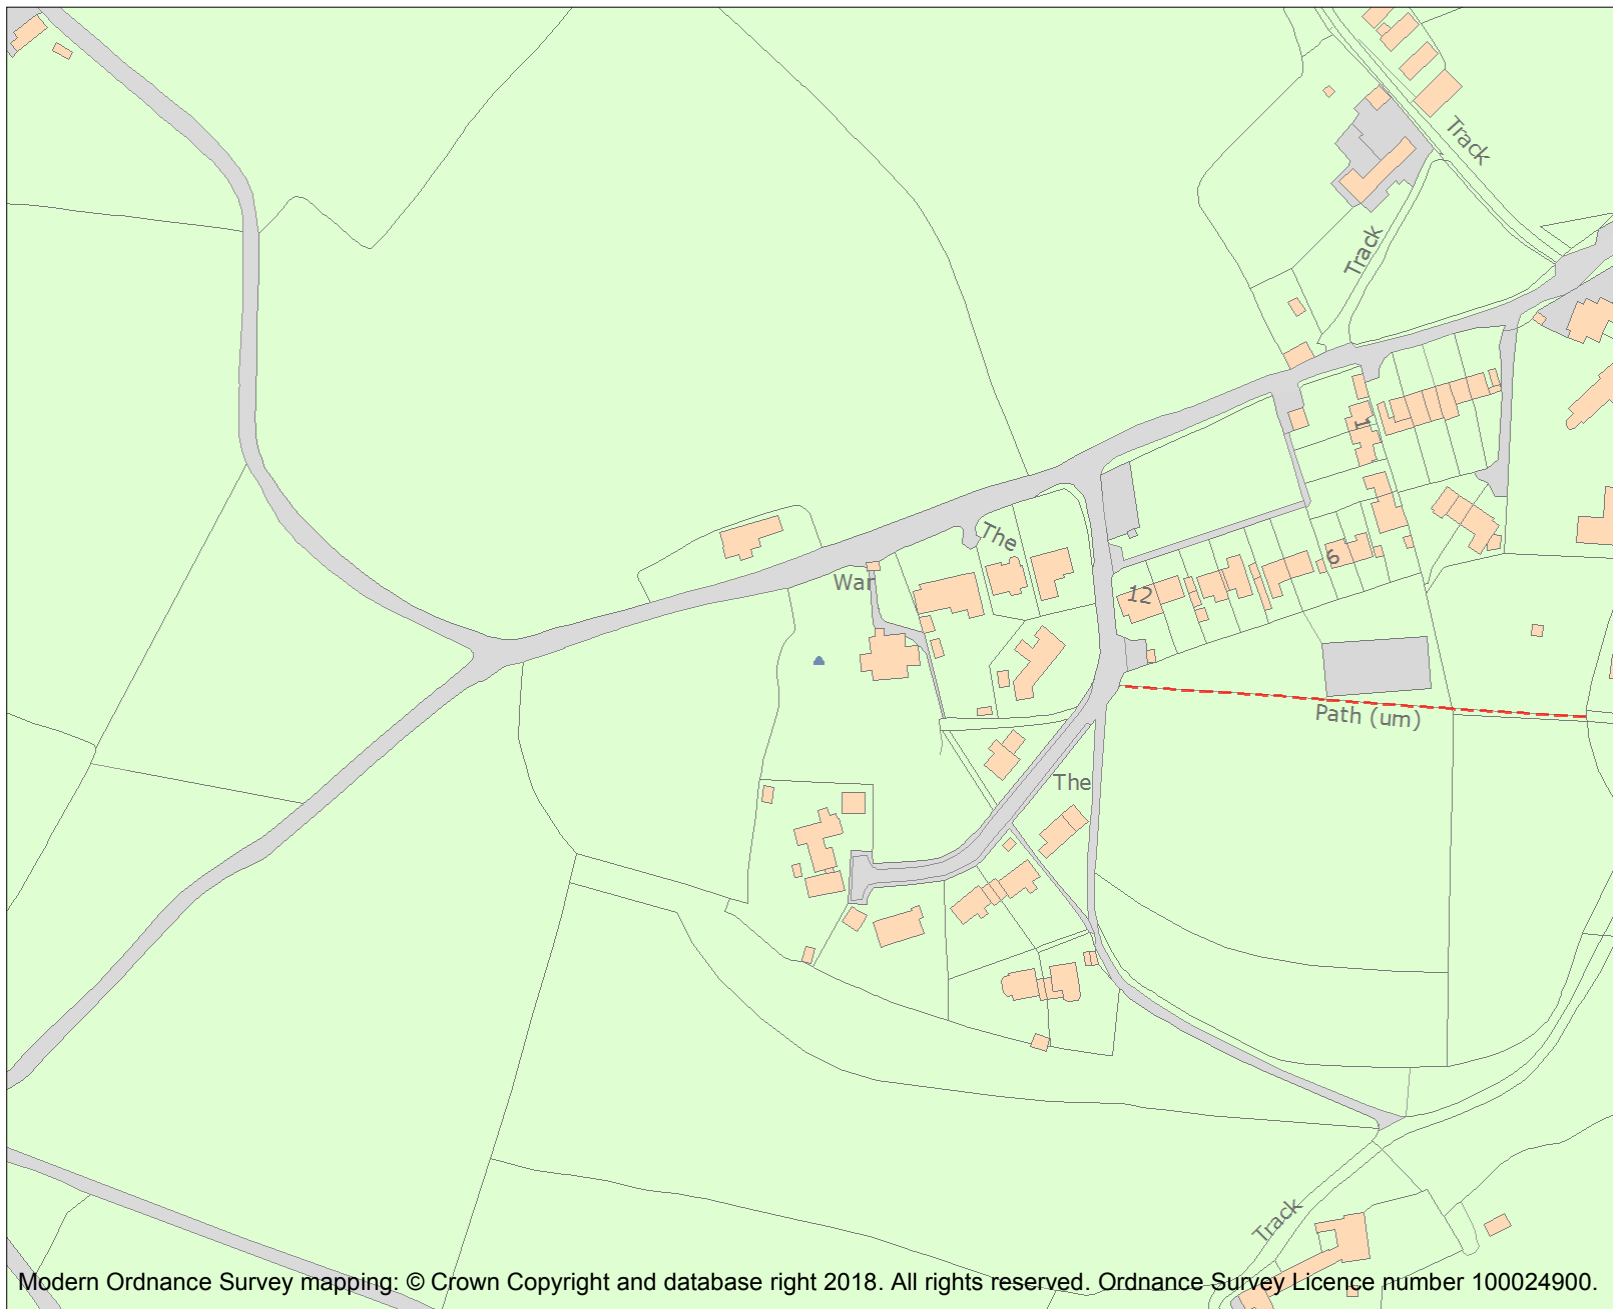 Track
Track
1
The
War
6
12
Path (um)
The
Track
Modern Ordnance Survey mapping: © Crown Copyright and database right 2018. All rights reserved. Ordnance Survey Licence number 100024900.